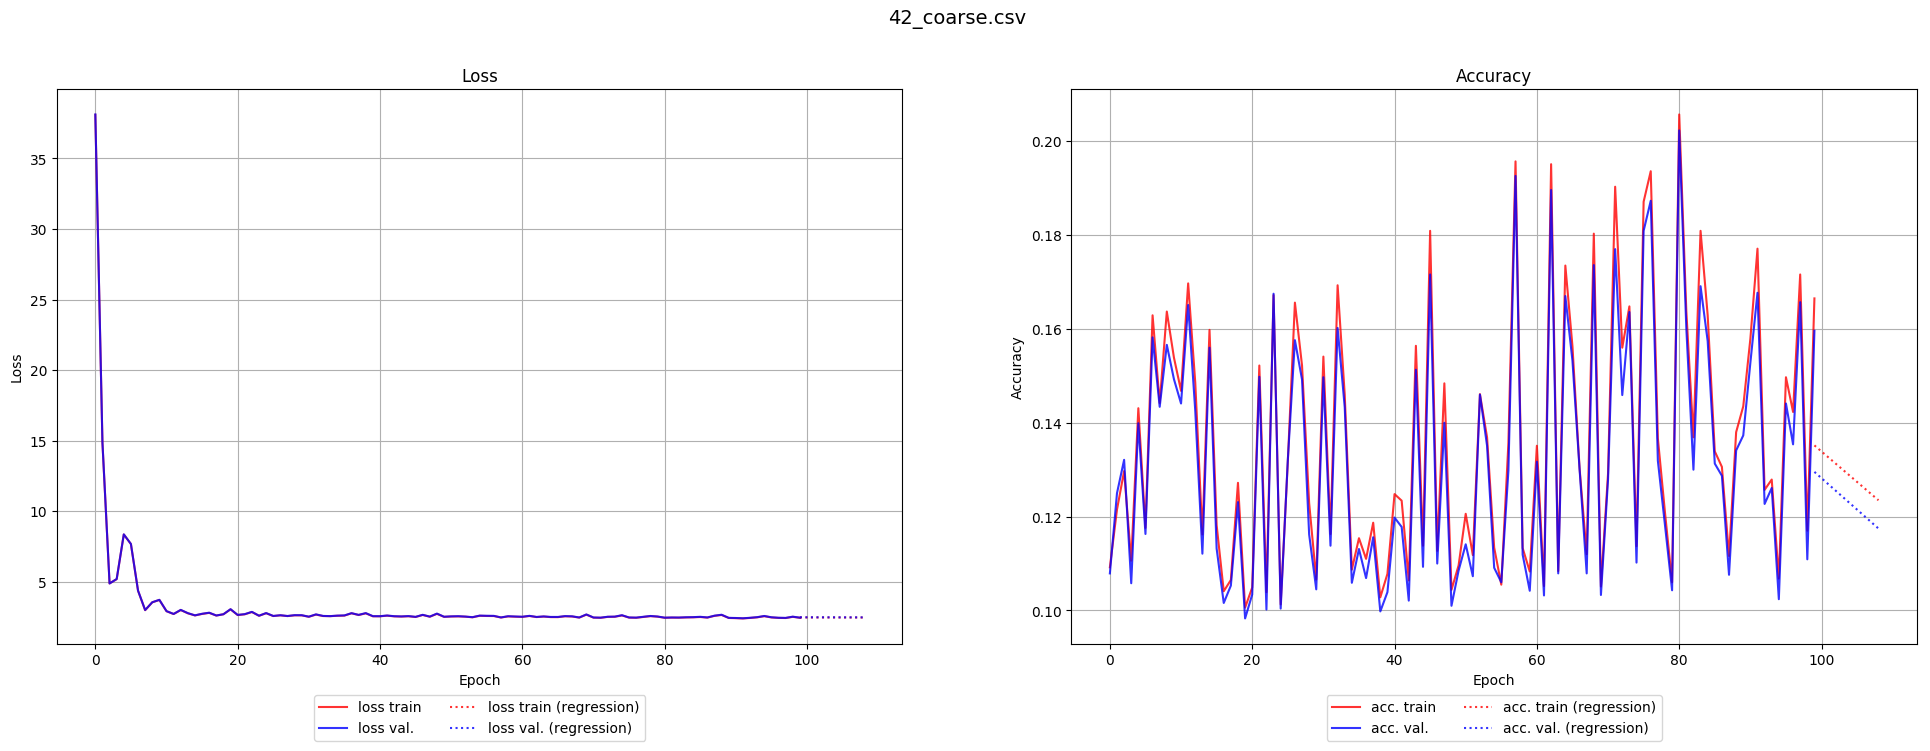 42_coarse.csv
Loss
Loss
35
30
25
20
15
10
5
0 20 40 60 80 100
Epoch
loss train loss train (regression)
loss val. loss val. (regression)
Accuracy
Accuracy
0.20
0.18
0.16
0.14
0.12
0.10
0 20 40 60 80 100
Epoch
acc. train acc. train (regression)
acc. val. acc. val. (regression)